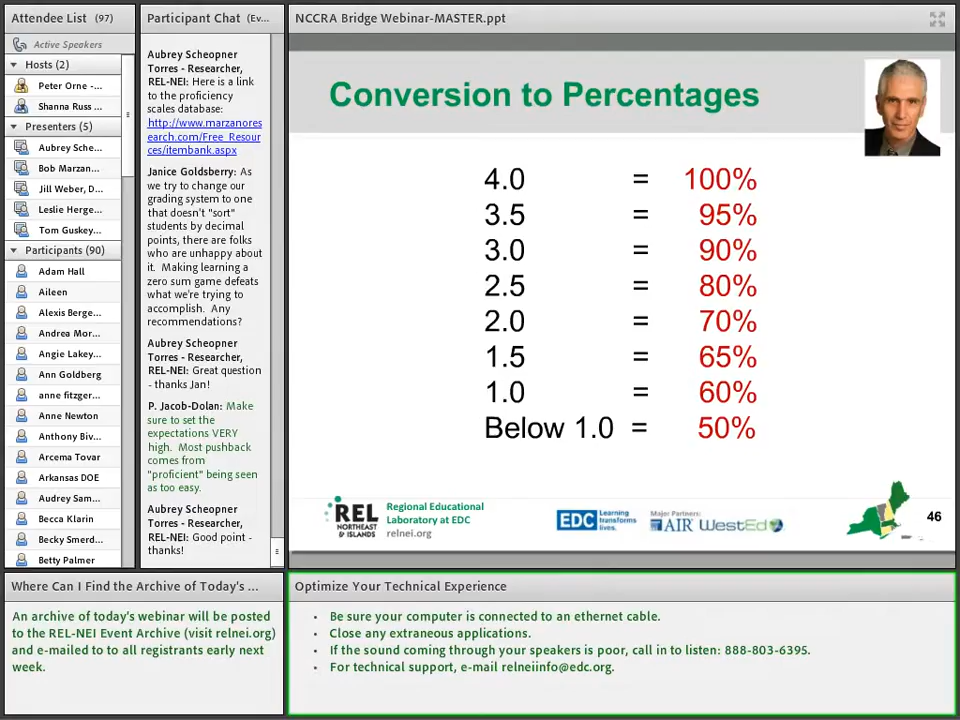 Attendee List (97)
Active Speakers
Hosts (2)
Peter Orne -...
Shanna Russ ...
Presenters (5)
Aubrey Sche...
Bob Marzan...
Jill Weber, D...
Leslie Herge...
Tom Guskey...
Participants (90)
Adam Hall
Aileen
Alexis Berge...
Andrea Mor...
Angie Lakey...
Ann Goldberg
anne fitzger...
Anne Newton
Anthony Biv...
Arcema Tovar
Arkansas DOE
Audrey Sam...
Becca Klarin
Becky Smerd...
Betty Palmer
Participant Chat (Ev...
Aubrey Scheopner
Torres - Researcher,
REL-NEI: Here is a link
to the proficiency
scales database:
http://www.marzanores
earch.com/Free_Resour
ces/itembank.aspx
Janice Goldsberry: As
we try to change our
grading system to one
that doesn't "sort"
students by decimal
points, there are folks
who are unhappy about
it. Making learning a
zero sum game defeats
what we're trying to
accomplish. Any
recommendations?
Aubrey Scheopner
Torres - Researcher,
REL-NEI: Great question
- thanks Jan!
P. Jacob-Dolan: Make
sure to set the
expectations VERY
high. Most pushback
comes from
"proficient" being seen
as too easy.
Aubrey Scheopner
Torres - Researcher,
REL-NEI: Good point -
thanks!
NCCRA Bridge Webinar-MASTER.ppt
Conversion to Percentages
4.0 = 100%
3.5 = 95%
3.0 = 90%
2.5 = 80%
2.0 = 70%
1.5 = 65%
1.0 = 60%
Below 1.0 = 50%
REL
NORTHEAST
& ISLANDS
Regional Educational
Laboratory at EDC
relnei.org
EDC Learning
transforms
lives.
Major Partners:
AIR WestEd
46
Where Can I Find the Archive of Today's ...
An archive of today's webinar will be posted
to the REL-NEI Event Archive (visit relnei.org)
and e-mailed to to all registrants early next
week.
Optimize Your Technical Experience
• Be sure your computer is connected to an ethernet cable.
• Close any extraneous applications.
• If the sound coming through your speakers is poor, call in to listen: 888-803-6395.
• For technical support, e-mail relneiinfo@edc.org.